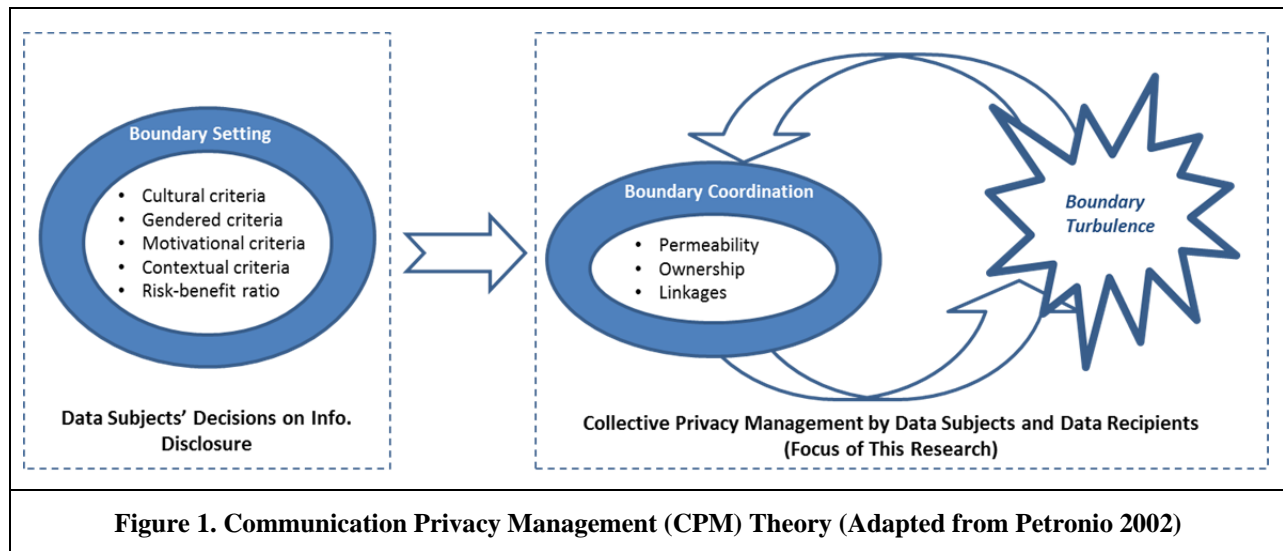 Boundary Setting
• Cultural criteria
• Gendered criteria
• Motivational criteria
• Contextual criteria
• Risk-benefit ratio
Data Subjects’ Decisions on Info.
Disclosure
Boundary Coordination
• Permeability
• Ownership
• Linkages
Boundary
Turbulence
Collective Privacy Management by Data Subjects and Data Recipients
(Focus of This Research)
Figure 1. Communication Privacy Management (CPM) Theory (Adapted from Petronio 2002)